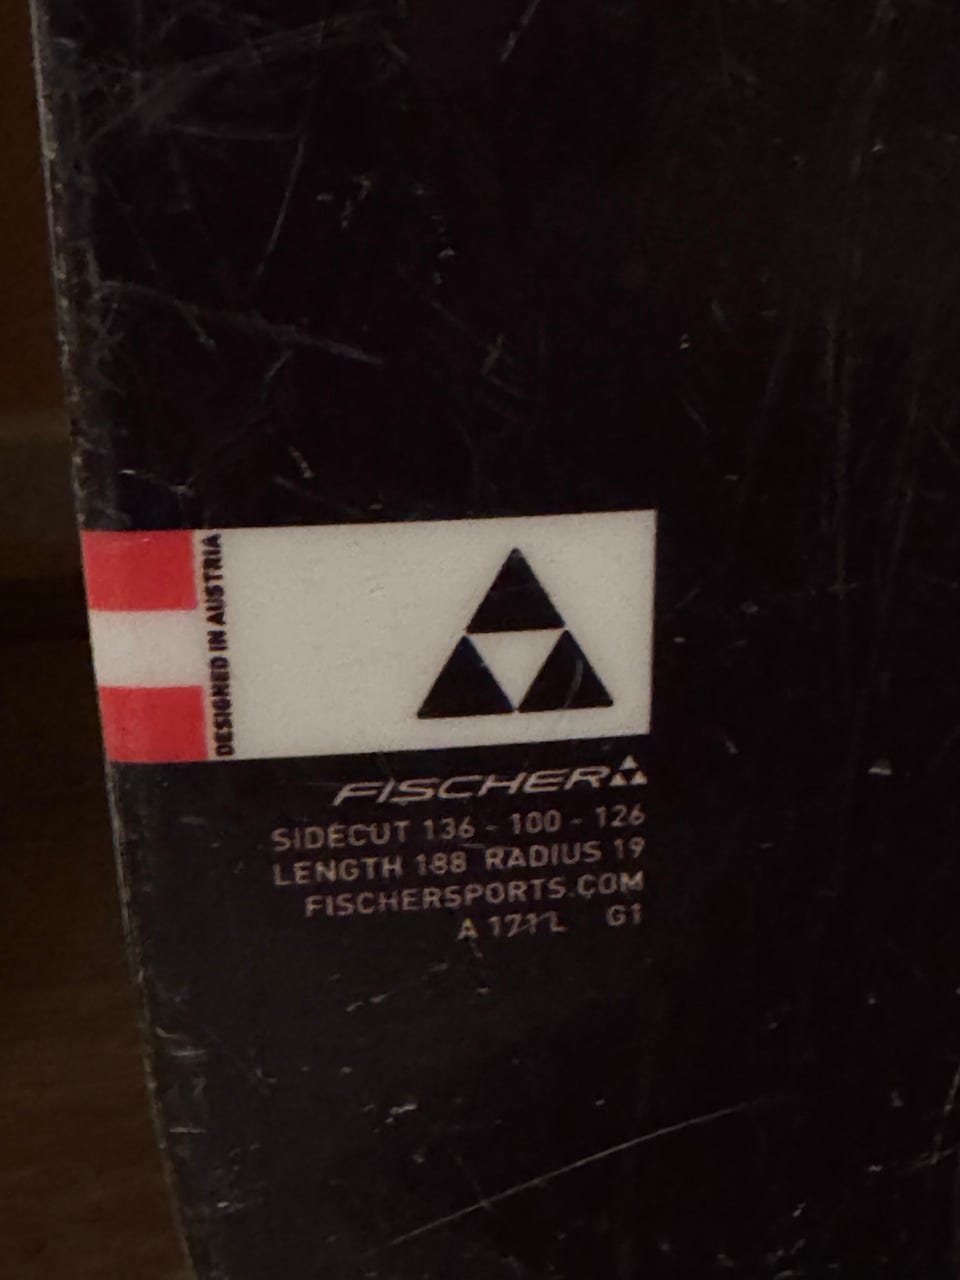 DESIGNED IN AUSTRIA
FISCHER
SIDECUT 136 - 100 - 126
LENGTH 188 RADIUS 19
FISCHERSPORTS.COM
A G1